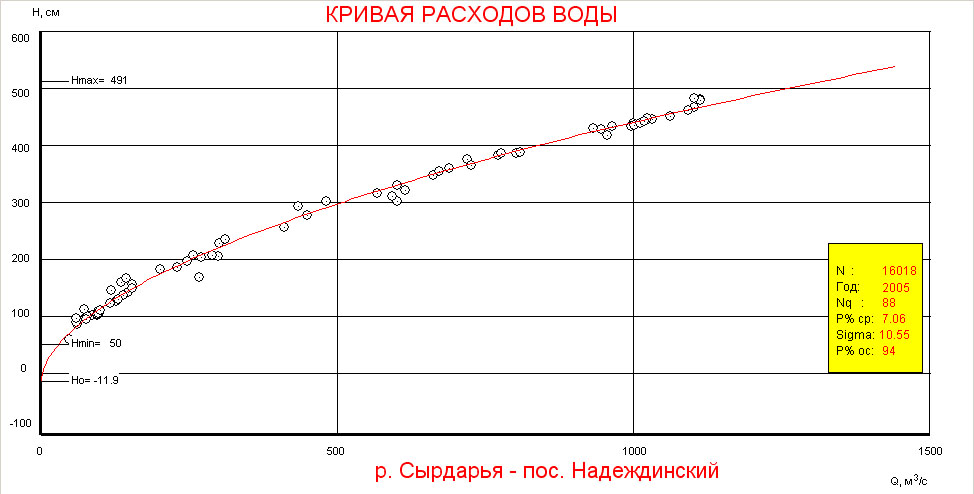 КРИВАЯ РАСХОДОВ ВОДЫ
H, см
600
Hmax= 491
500
400
300
200
N : 16018
Год: 2005
Nq : 88
P% ср: 7.06
Sigma: 10.55
P% ос: 94
100
Hmin= 50
0
Ho= -11.9
-100
0 500 1000 1500
р. Сырдарья - пос. Надеждинский
Q, м3/с